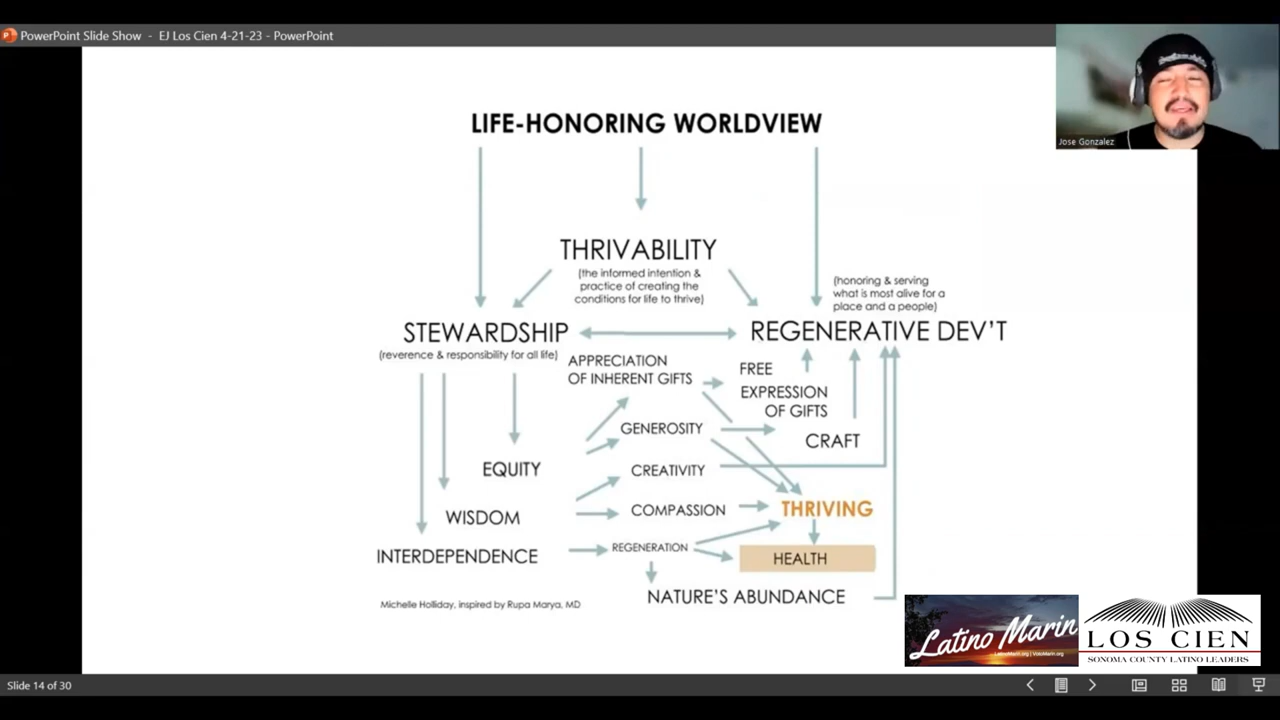 PowerPoint Slide Show - EJ Los Cien 4-21-23 - PowerPoint
Jose Gonzalez
LIFE-HONORING WORLDVIEW
THRIVABILITY
(the informed intention &
practice of creating the
conditions for life to thrive)
(honoring & serving
what is most alive for a
place and a people)
STEWARDSHIP
(reverence & responsibility for all life)
REGENERATIVE DEV'T
APPRECIATION
OF INHERENT GIFTS
FREE
EXPRESSION
OF GIFTS
GENEROSITY
CRAFT
EQUITY
CREATIVITY
WISDOM
COMPASSION
THRIVING
INTERDEPENDENCE
REGENERATION
HEALTH
NATURE'S ABUNDANCE
Michelle Holliday, inspired by Rupa Marya, MD
Latino Marin
LatinoMarin.org | VotoMarin.org
LOS CIEN
SONOMA COUNTY LATINO LEADERS
Slide 14 of 30